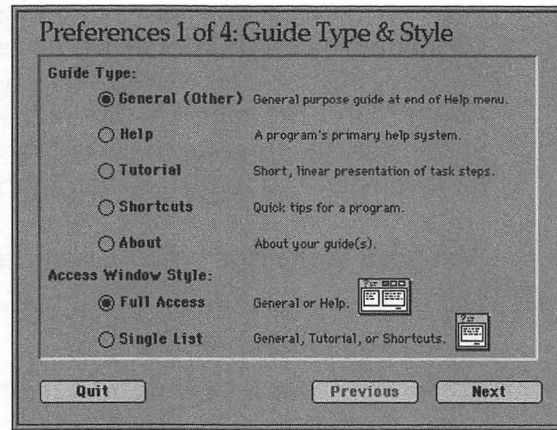 Preferences 1 of 4: Guide Type & Style
Guide Type:
General (Other) General purpose guide at end of Help menu.
Help A program's primary help system.
Tutorial Short, linear presentation of task steps.
Shortcuts Quick tips for a program.
About About your guide(s).
Access Window Style:
Full Access General or Help.
Single List General, Tutorial, or Shortcuts.
Quit Previous Next